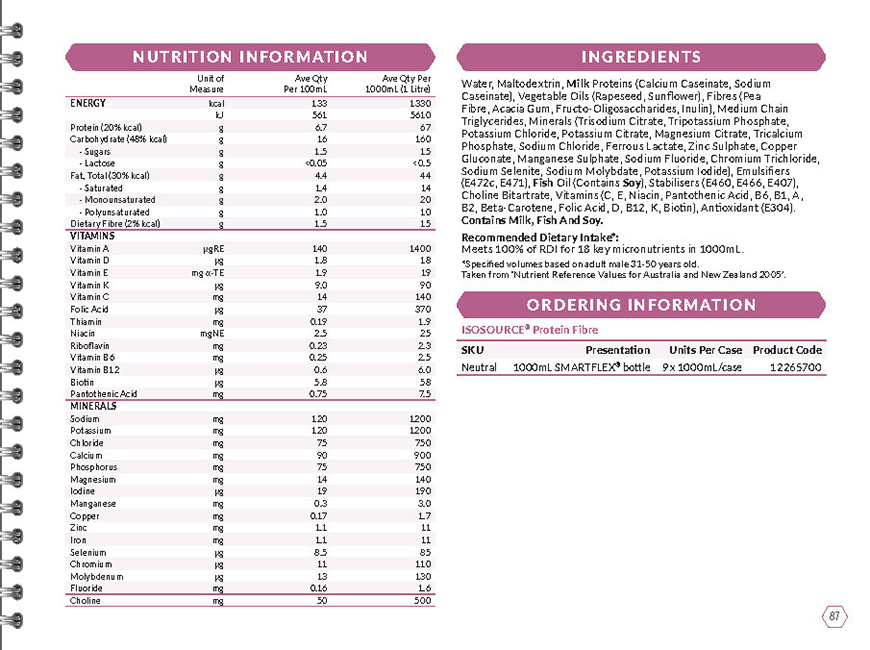 NUTRITION INFORMATION
Unit of Measure Ave Qty Per 100mL Ave Qty Per 1000mL (1 Litre)
ENERGY kcal 133 1330
kJ 561 5610
Protein (20% kcal) g 6.7 67
Carbohydrate (48% kcal) g 16 160
- Sugars g 1.5 15
- Lactose g <0.05 <0.5
Fat, Total (30% kcal) g 4.4 44
- Saturated g 1.4 14
- Monounsaturated g 2.0 20
- Polyunsaturated g 1.0 10
Dietary Fibre (2% kcal) g 1.5 15
VITAMINS
Vitamin A µgRE 140 1400
Vitamin D µg 1.8 18
Vitamin E mg α-TE 1.9 19
Vitamin K µg 9.0 90
Vitamin C mg 14 140
Folic Acid µg 37 370
Thiamin mg 0.19 1.9
Niacin mgNE 2.5 25
Riboflavin mg 0.23 2.3
Vitamin B6 mg 0.25 2.5
Vitamin B12 µg 0.6 6.0
Biotin µg 5.8 58
Pantothenic Acid mg 0.75 7.5
MINERALS
Sodium mg 120 1200
Potassium mg 120 1200
Chloride mg 75 750
Calcium mg 90 900
Phosphorus mg 75 750
Magnesium mg 14 140
Iodine µg 19 190
Manganese mg 0.3 3.0
Copper mg 0.17 1.7
Zinc mg 1.1 11
Iron mg 1.1 11
Selenium µg 8.5 85
Chromium µg 11 110
Molybdenum µg 13 130
Fluoride mg 0.16 1.6
Choline mg 50 500
INGREDIENTS
Water, Maltodextrin, Milk Proteins (Calcium Caseinate, Sodium
Caseinate), Vegetable Oils (Rapeseed, Sunflower), Fibres (Pea
Fibre, Acacia Gum, Fructo-Oligosaccharides, Inulin), Medium Chain
Triglycerides, Minerals (Trisodium Citrate, Tripotassium Phosphate,
Potassium Chloride, Potassium Citrate, Magnesium Citrate, Tricalcium
Phosphate, Sodium Chloride, Ferrous Lactate, Zinc Sulphate, Copper
Gluconate, Manganese Sulphate, Sodium Fluoride, Chromium Trichloride,
Sodium Selenite, Sodium Molybdate, Potassium Iodide), Emulsifiers
(E472c, E471), Fish Oil (Contains Soy), Stabilisers (E460, E466, E407),
Choline Bitartrate, Vitamins (C, E, Niacin, Pantothenic Acid, B6, B1, A,
B2, Beta-Carotene, Folic Acid, D, B12, K, Biotin), Antioxidant (E304).
Contains Milk, Fish And Soy.
Recommended Dietary Intake*:
Meets 100% of RDI for 18 key micronutrients in 1000mL.
*Specified volumes based on adult male 31-50 years old.
Taken from 'Nutrient Reference Values for Australia and New Zealand 2005'.
ORDERING INFORMATION
ISOSOURCE® Protein Fibre
SKU Presentation Units Per Case Product Code
Neutral 1000mL SMARTFLEX® bottle 9 x 1000mL/case 12265700
87